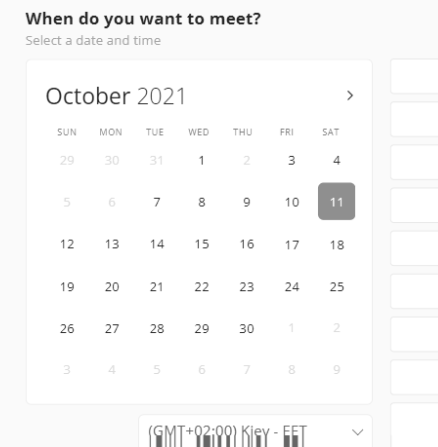 When do you want to meet?
Select a date and time
October 2021
SUN MON TUE WED THU FRI SAT
29 30 31 1 2 3 4
5 6 7 8 9 10 11
12 13 14 15 16 17 18
19 20 21 22 23 24 25
26 27 28 29 30 1 2
3 4 5 6 7 8 9
(GMT+02:00) Kiev - EET